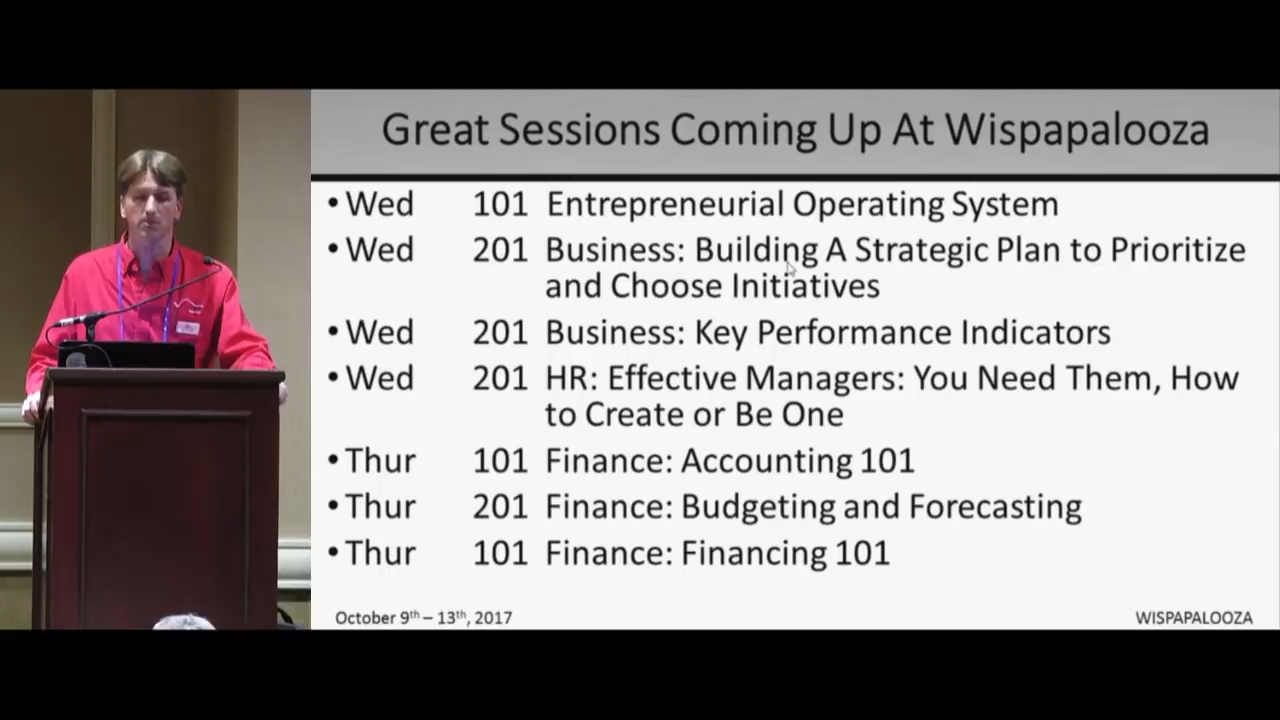 Great Sessions Coming Up At Wispapalooza
• Wed 101 Entrepreneurial Operating System
• Wed 201 Business: Building A Strategic Plan to Prioritize
and Choose Initiatives
• Wed 201 Business: Key Performance Indicators
• Wed 201 HR: Effective Managers: You Need Them, How
to Create or Be One
• Thur 101 Finance: Accounting 101
• Thur 201 Finance: Budgeting and Forecasting
• Thur 101 Finance: Financing 101
October 9th – 13th, 2017
WISPAPALOOZA